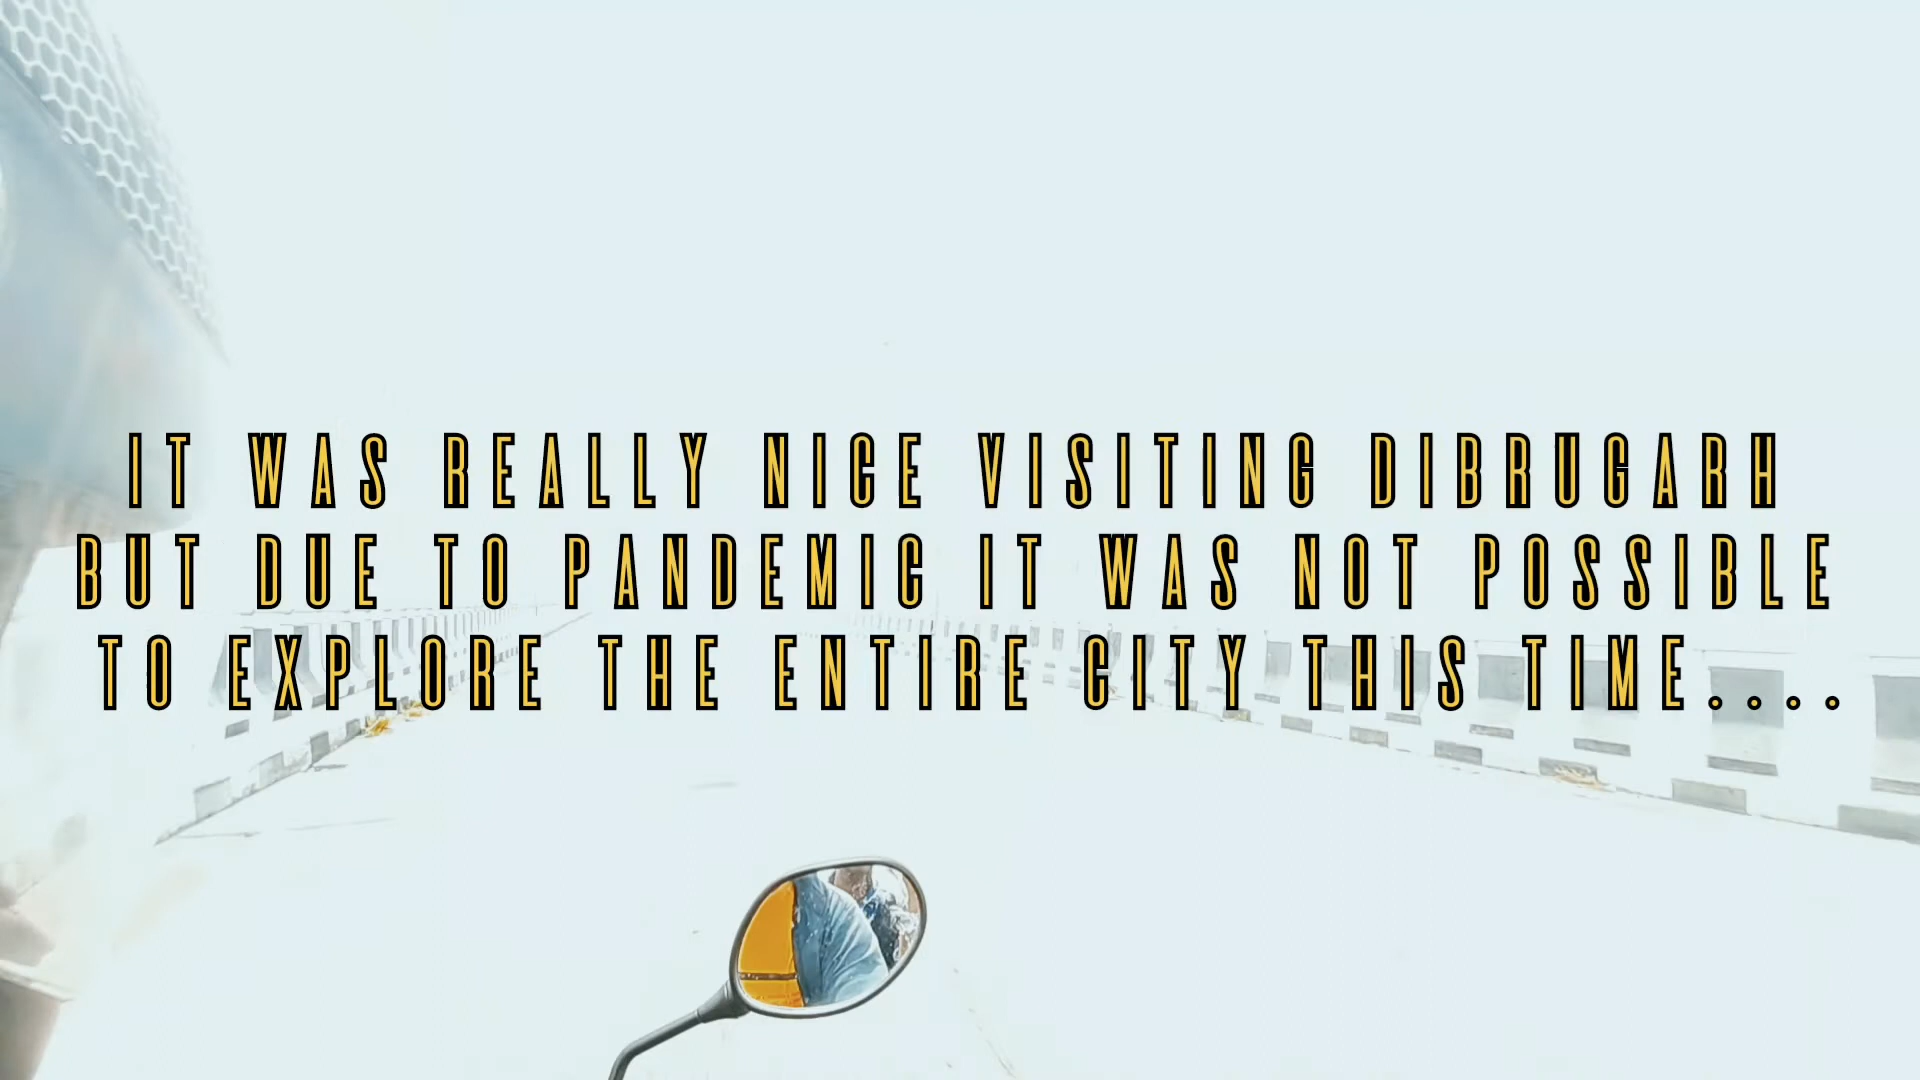 IT WAS REALLY NICE VISITING DIBRUGARH
BUT DUE TO PANDEMIC IT WAS NOT POSSIBLE
TO EXPLORE THE ENTIRE CITY THIS TIME....